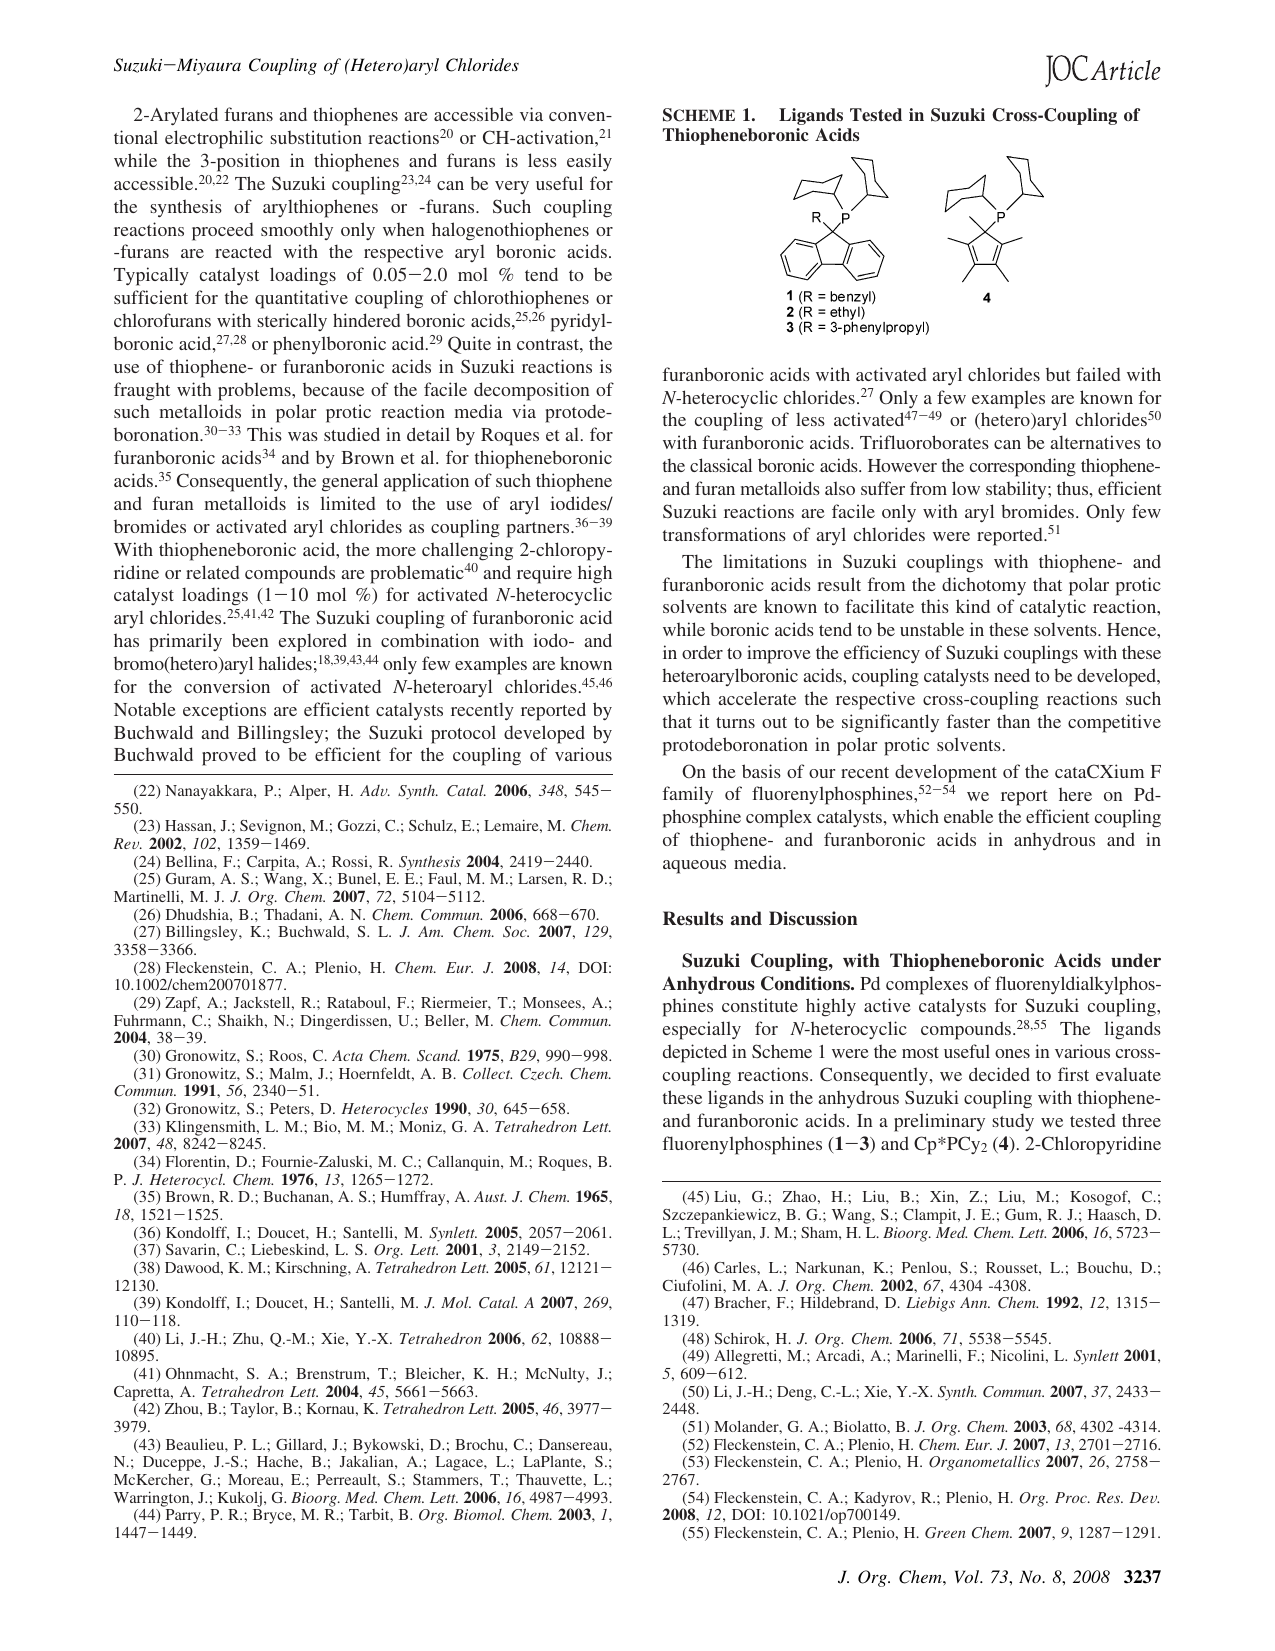 Suzuki−Miyaura Coupling of (Hetero)aryl Chlorides
JOC Article
2-Arylated furans and thiophenes are accessible via conven-
tional electrophilic substitution reactions20 or CH-activation,21
while the 3-position in thiophenes and furans is less easily
accessible.20,22 The Suzuki coupling23,24 can be very useful for
the synthesis of arylthiophenes or -furans. Such coupling
reactions proceed smoothly only when halogenothiophenes or
-furans are reacted with the respective aryl boronic acids.
Typically catalyst loadings of 0.05−2.0 mol % tend to be
sufficient for the quantitative coupling of chlorothiophenes or
chlorofurans with sterically hindered boronic acids,25,26 pyridyl-
boronic acid,27,28 or phenylboronic acid.29 Quite in contrast, the
use of thiophene- or furanboronic acids in Suzuki reactions is
fraught with problems, because of the facile decomposition of
such metalloids in polar protic reaction media via protode-
boronation.30−33 This was studied in detail by Roques et al. for
furanboronic acids34 and by Brown et al. for thiopheneboronic
acids.35 Consequently, the general application of such thiophene
and furan metalloids is limited to the use of aryl iodides/
bromides or activated aryl chlorides as coupling partners.36−39
With thiopheneboronic acid, the more challenging 2-chloropy-
ridine or related compounds are problematic40 and require high
catalyst loadings (1−10 mol %) for activated N-heterocyclic
aryl chlorides.25,41,42 The Suzuki coupling of furanboronic acid
has primarily been explored in combination with iodo- and
bromo(hetero)aryl halides;18,39,43,44 only few examples are known
for the conversion of activated N-heteroaryl chlorides.45,46
Notable exceptions are efficient catalysts recently reported by
Buchwald and Billingsley; the Suzuki protocol developed by
Buchwald proved to be efficient for the coupling of various
(22) Nanayakkara, P.; Alper, H. Adv. Synth. Catal. 2006, 348, 545−
550.
(23) Hassan, J.; Sevignon, M.; Gozzi, C.; Schulz, E.; Lemaire, M. Chem.
Rev. 2002, 102, 1359−1469.
(24) Bellina, F.; Carpita, A.; Rossi, R. Synthesis 2004, 2419−2440.
(25) Guram, A. S.; Wang, X.; Bunel, E. E.; Faul, M. M.; Larsen, R. D.;
Martinelli, M. J. J. Org. Chem. 2007, 72, 5104−5112.
(26) Dhudshia, B.; Thadani, A. N. Chem. Commun. 2006, 668−670.
(27) Billingsley, K.; Buchwald, S. L. J. Am. Chem. Soc. 2007, 129,
3358−3366.
(28) Fleckenstein, C. A.; Plenio, H. Chem. Eur. J. 2008, 14, DOI:
10.1002/chem200701877.
(29) Zapf, A.; Jackstell, R.; Rataboul, F.; Riermeier, T.; Monsees, A.;
Fuhrmann, C.; Shaikh, N.; Dingerdissen, U.; Beller, M. Chem. Commun.
2004, 38−39.
(30) Gronowitz, S.; Roos, C. Acta Chem. Scand. 1975, B29, 990−998.
(31) Gronowitz, S.; Malm, J.; Hoernfeldt, A. B. Collect. Czech. Chem.
Commun. 1991, 56, 2340−51.
(32) Gronowitz, S.; Peters, D. Heterocycles 1990, 30, 645−658.
(33) Klingensmith, L. M.; Bio, M. M.; Moniz, G. A. Tetrahedron Lett.
2007, 48, 8242−8245.
(34) Florentin, D.; Fournie-Zaluski, M. C.; Callanquin, M.; Roques, B.
P. J. Heterocycl. Chem. 1976, 13, 1265−1272.
(35) Brown, R. D.; Buchanan, A. S.; Humffray, A. Aust. J. Chem. 1965,
18, 1521−1525.
(36) Kondolff, I.; Doucet, H.; Santelli, M. Synlett. 2005, 2057−2061.
(37) Savarin, C.; Liebeskind, L. S. Org. Lett. 2001, 3, 2149−2152.
(38) Dawood, K. M.; Kirschning, A. Tetrahedron Lett. 2005, 61, 12121−
12130.
(39) Kondolff, I.; Doucet, H.; Santelli, M. J. Mol. Catal. A 2007, 269,
110−118.
(40) Li, J.-H.; Zhu, Q.-M.; Xie, Y.-X. Tetrahedron 2006, 62, 10888−
10895.
(41) Ohnmacht, S. A.; Brenstrum, T.; Bleicher, K. H.; McNulty, J.;
Capretta, A. Tetrahedron Lett. 2004, 45, 5661−5663.
(42) Zhou, B.; Taylor, B.; Kornau, K. Tetrahedron Lett. 2005, 46, 3977−
3979.
(43) Beaulieu, P. L.; Gillard, J.; Bykowski, D.; Brochu, C.; Dansereau,
N.; Duceppe, J.-S.; Hache, B.; Jakalian, A.; Lagace, L.; LaPlante, S.;
McKercher, G.; Moreau, E.; Perreault, S.; Stammers, T.; Thauvette, L.;
Warrington, J.; Kukolj, G. Bioorg. Med. Chem. Lett. 2006, 16, 4987−4993.
(44) Parry, P. R.; Bryce, M. R.; Tarbit, B. Org. Biomol. Chem. 2003, 1,
1447−1449.
SCHEME 1. Ligands Tested in Suzuki Cross-Coupling of
Thiopheneboronic Acids
R P P
1 (R = benzyl) 4
2 (R = ethyl)
3 (R = 3-phenylpropyl)
furanboronic acids with activated aryl chlorides but failed with
N-heterocyclic chlorides.27 Only a few examples are known for
the coupling of less activated47−49 or (hetero)aryl chlorides50
with furanboronic acids. Trifluoroborates can be alternatives to
the classical boronic acids. However the corresponding thiophene-
and furan metalloids also suffer from low stability; thus, efficient
Suzuki reactions are facile only with aryl bromides. Only few
transformations of aryl chlorides were reported.51
The limitations in Suzuki couplings with thiophene- and
furanboronic acids result from the dichotomy that polar protic
solvents are known to facilitate this kind of catalytic reaction,
while boronic acids tend to be unstable in these solvents. Hence,
in order to improve the efficiency of Suzuki couplings with these
heteroarylboronic acids, coupling catalysts need to be developed,
which accelerate the respective cross-coupling reactions such
that it turns out to be significantly faster than the competitive
protodeboronation in polar protic solvents.
On the basis of our recent development of the cataCXium F
family of fluorenylphosphines,52−54 we report here on Pd-
phosphine complex catalysts, which enable the efficient coupling
of thiophene- and furanboronic acids in anhydrous and in
aqueous media.
Results and Discussion
Suzuki Coupling, with Thiopheneboronic Acids under
Anhydrous Conditions. Pd complexes of fluorenyldialkylphos-
phines constitute highly active catalysts for Suzuki coupling,
especially for N-heterocyclic compounds.28,55 The ligands
depicted in Scheme 1 were the most useful ones in various cross-
coupling reactions. Consequently, we decided to first evaluate
these ligands in the anhydrous Suzuki coupling with thiophene-
and furanboronic acids. In a preliminary study we tested three
fluorenylphosphines (1−3) and Cp*PCy2 (4). 2-Chloropyridine
(45) Liu, G.; Zhao, H.; Liu, B.; Xin, Z.; Liu, M.; Kosogof, C.;
Szczepankiewicz, B. G.; Wang, S.; Clampit, J. E.; Gum, R. J.; Haasch, D.
L.; Trevillyan, J. M.; Sham, H. L. Bioorg. Med. Chem. Lett. 2006, 16, 5723−
5730.
(46) Carles, L.; Narkunan, K.; Penlou, S.; Rousset, L.; Bouchu, D.;
Ciufolini, M. A. J. Org. Chem. 2002, 67, 4304 -4308.
(47) Bracher, F.; Hildebrand, D. Liebigs Ann. Chem. 1992, 12, 1315−
1319.
(48) Schirok, H. J. Org. Chem. 2006, 71, 5538−5545.
(49) Allegretti, M.; Arcadi, A.; Marinelli, F.; Nicolini, L. Synlett 2001,
5, 609−612.
(50) Li, J.-H.; Deng, C.-L.; Xie, Y.-X. Synth. Commun. 2007, 37, 2433−
2448.
(51) Molander, G. A.; Biolatto, B. J. Org. Chem. 2003, 68, 4302 -4314.
(52) Fleckenstein, C. A.; Plenio, H. Chem. Eur. J. 2007, 13, 2701−2716.
(53) Fleckenstein, C. A.; Plenio, H. Organometallics 2007, 26, 2758−
2767.
(54) Fleckenstein, C. A.; Kadyrov, R.; Plenio, H. Org. Proc. Res. Dev.
2008, 12, DOI: 10.1021/op700149.
(55) Fleckenstein, C. A.; Plenio, H. Green Chem. 2007, 9, 1287−1291.
J. Org. Chem, Vol. 73, No. 8, 2008 3237